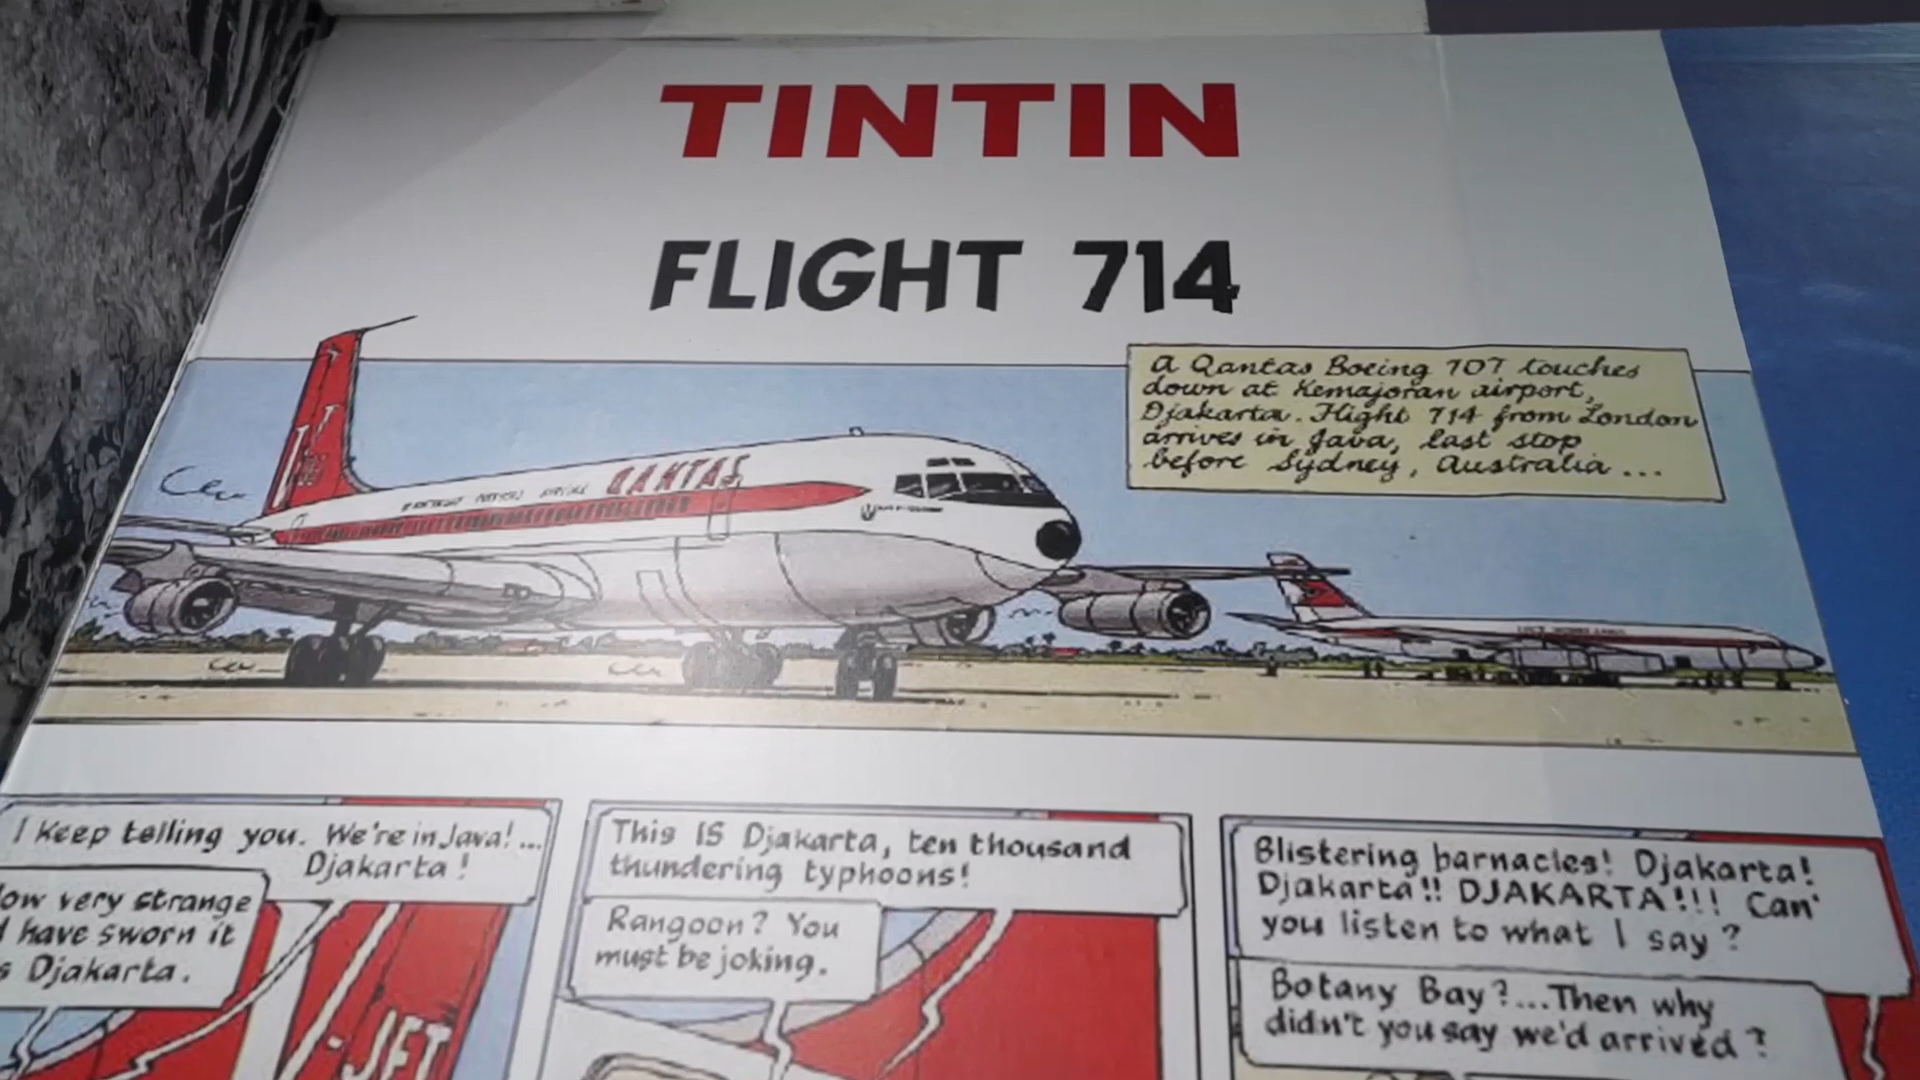 TINTIN
FLIGHT 714
A Qantas Boeing 707 touches
down at Kemajoran airport,
Djakarta. Flight 714 from London
arrives in Java, last stop
before Sydney, Australia ...
QANTAS
I keep telling you. We're in Java!...
Djakarta!
ow very strange
have sworn it
s Djakarta.
JET
This IS Djakarta, ten thousand
thundering typhoons!
Rangoon? You
must be joking.
Blistering barnacles! Djakarta!
Djakarta!! DJAKARTA!!! Can'
you listen to what I say?
Botany Bay?...Then why
didn't you say we'd arrived?